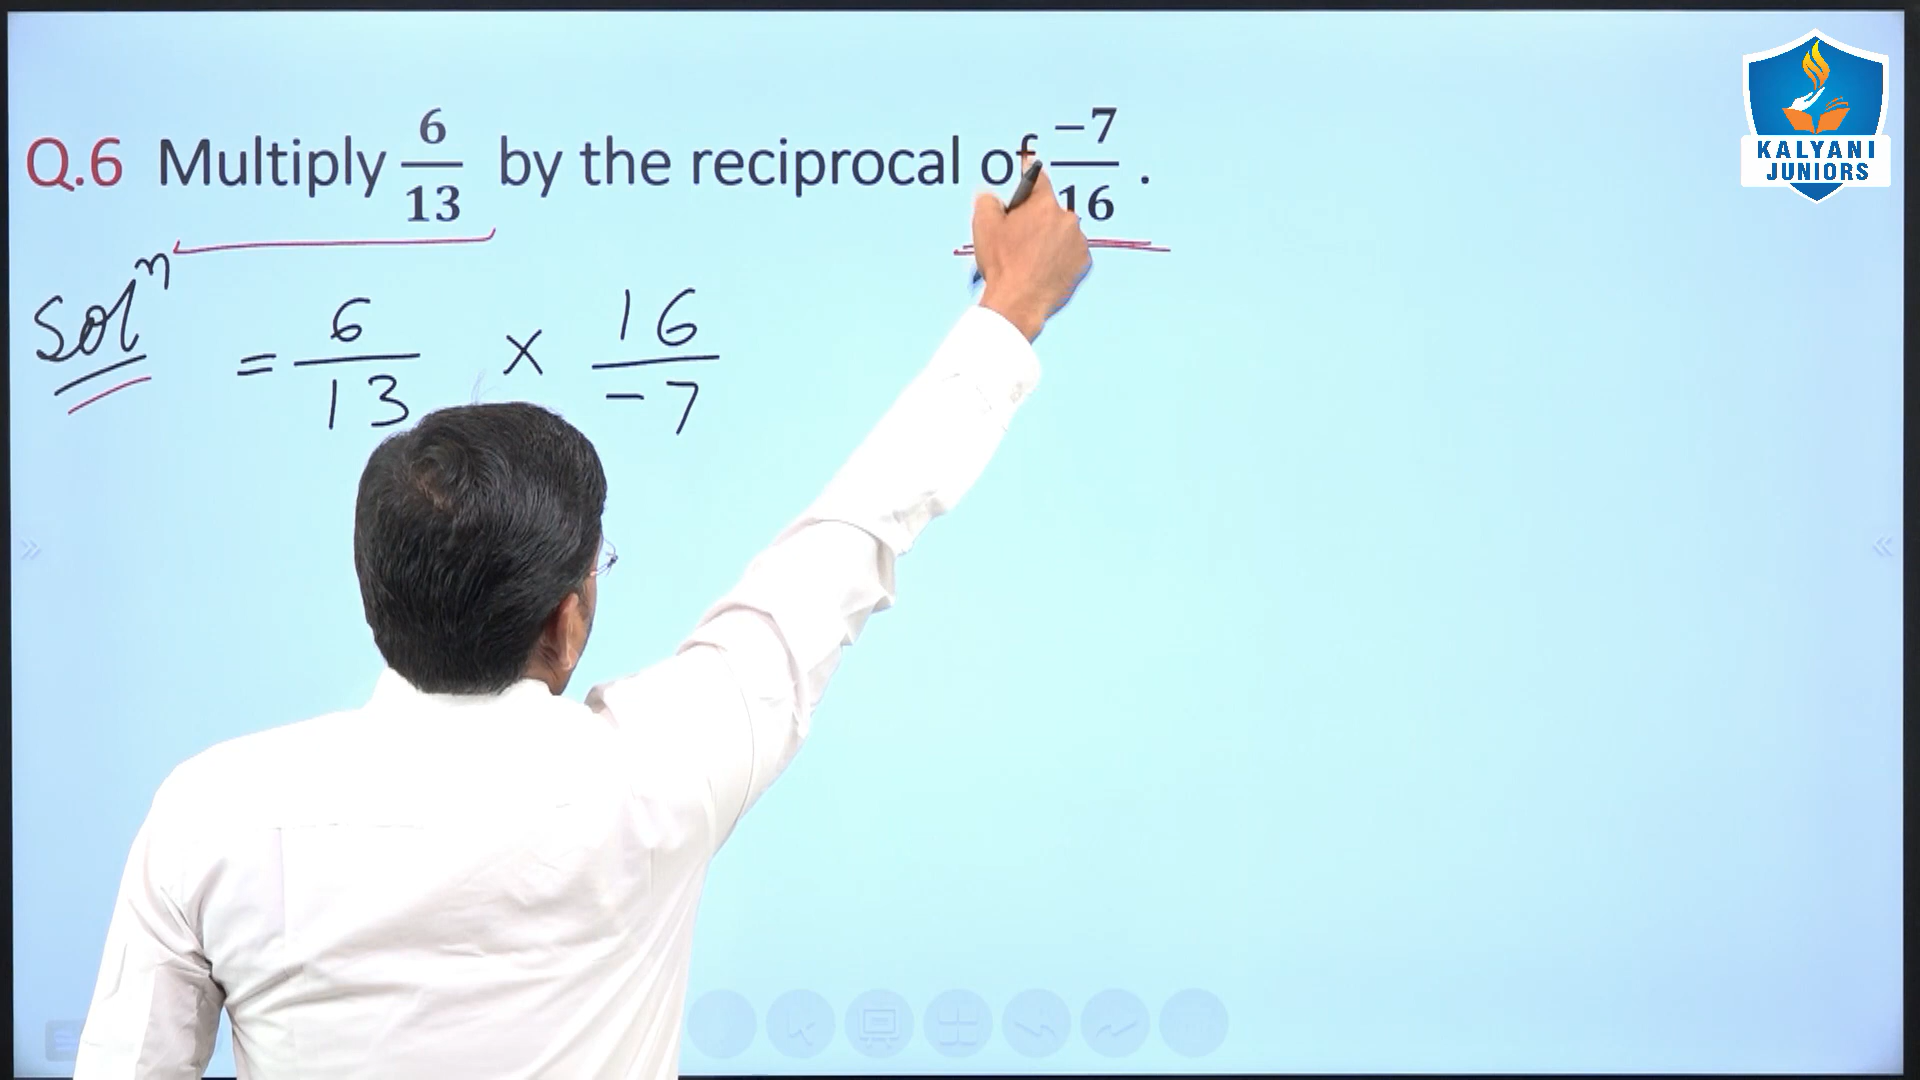 Q.6 Multiply 6/13 by the reciprocal of -7/16 .
Solⁿ = 6/13 × 16/-7
KALYANI
JUNIORS